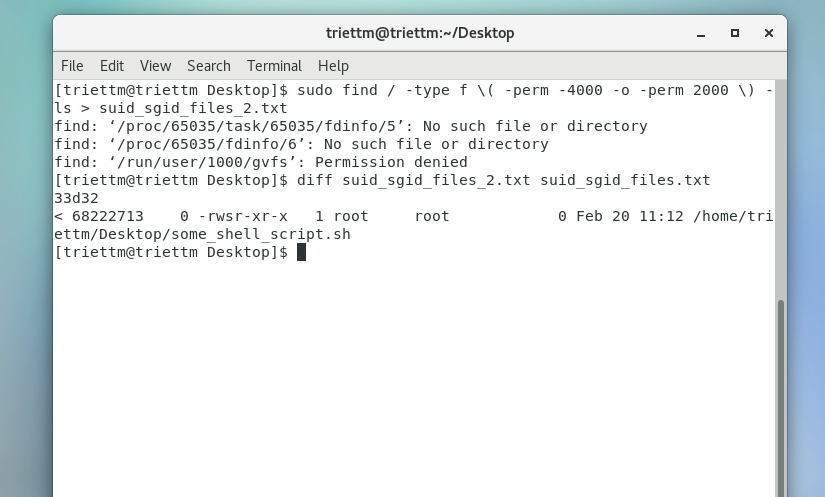 triettm@triettm:~/Desktop
File Edit View Search Terminal Help
[triettm@triettm Desktop]$ sudo find / -type f \( -perm -4000 -o -perm 2000 \) -
ls > suid_sgid_files_2.txt
find: ‘/proc/65035/task/65035/fdinfo/5’: No such file or directory
find: ‘/proc/65035/fdinfo/6’: No such file or directory
find: ‘/run/user/1000/gvfs’: Permission denied
[triettm@triettm Desktop]$ diff suid_sgid_files_2.txt suid_sgid_files.txt
33d32
< 68222713    0 -rwsr-xr-x   1 root     root            0 Feb 20 11:12 /home/tri
ettm/Desktop/some_shell_script.sh
[triettm@triettm Desktop]$